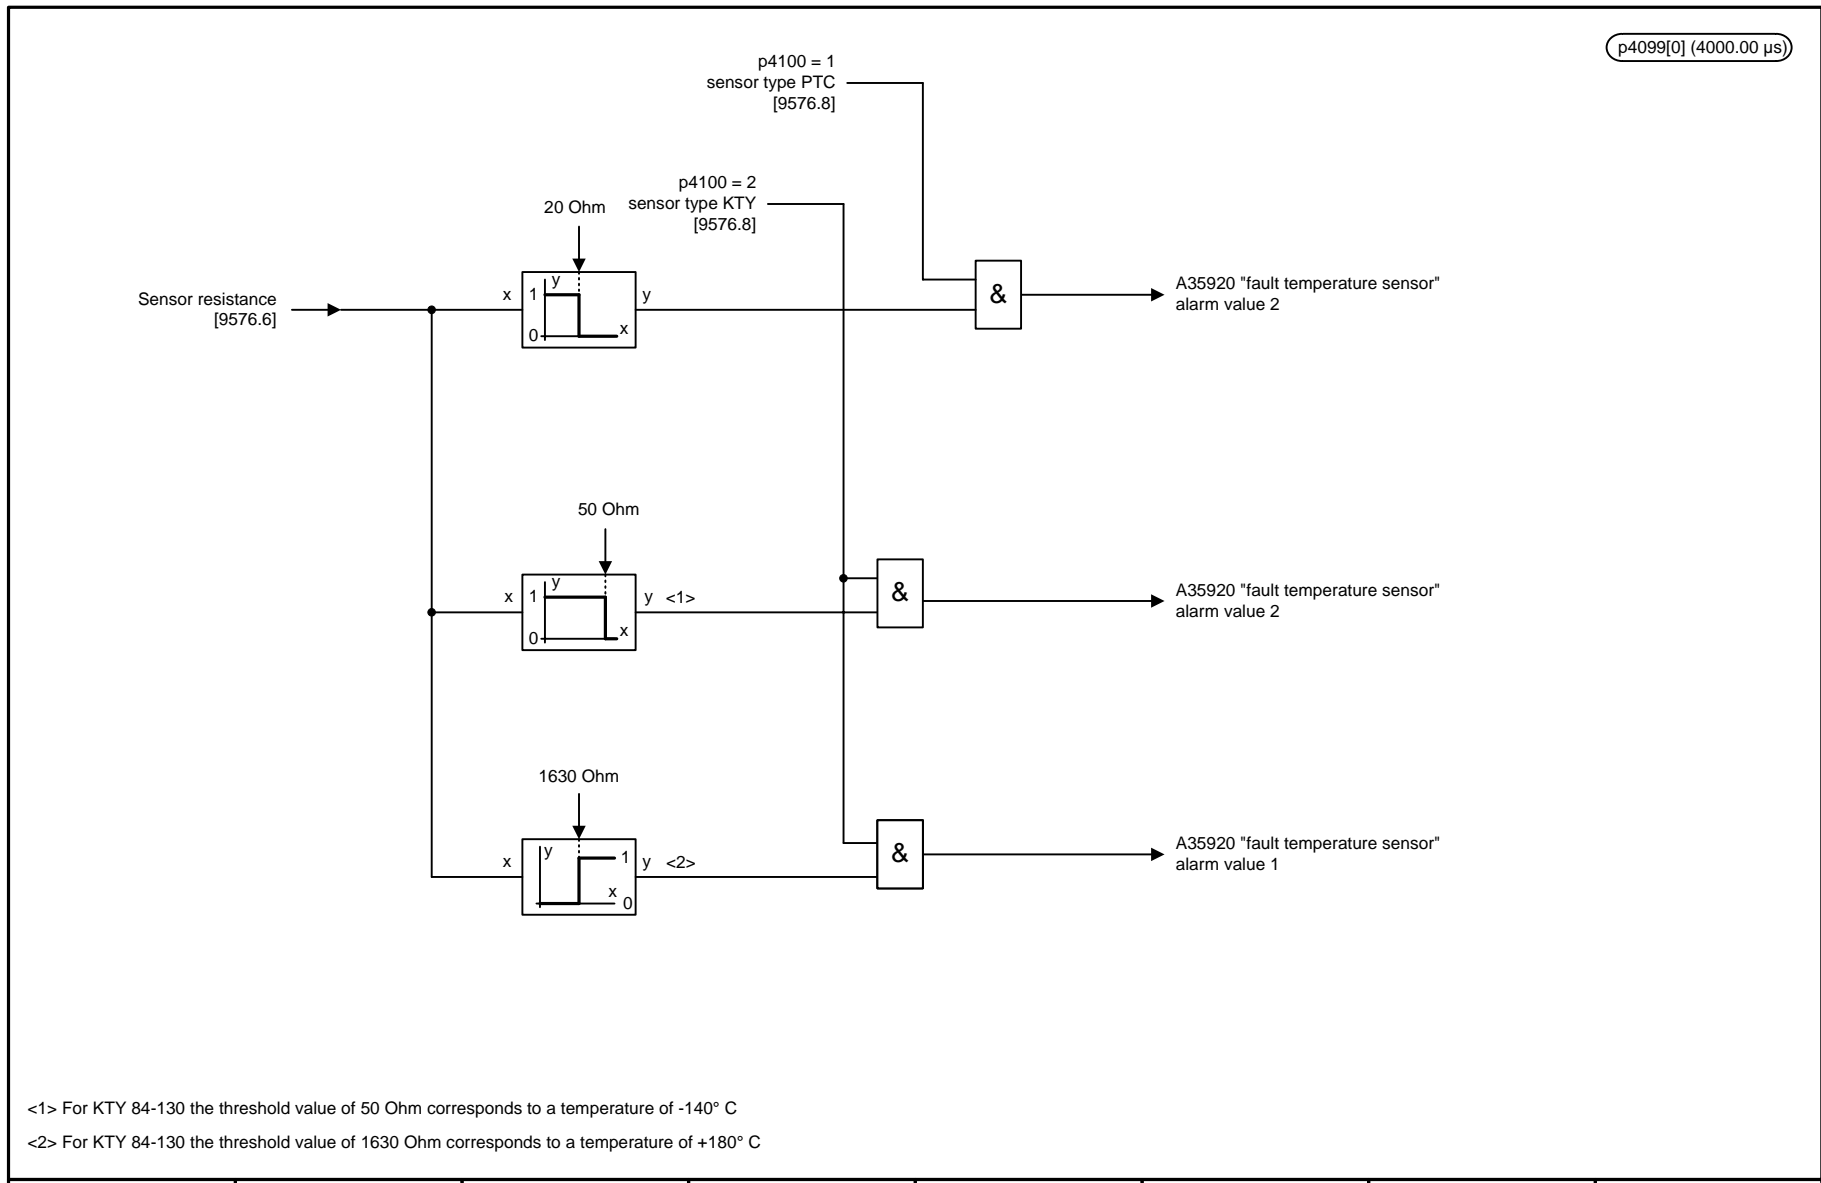 p4099[0] (4000.00 µs)
p4100 = 1
sensor type PTC
[9576.8]
p4100 = 2
sensor type KTY
[9576.8]
20 Ohm
Sensor resistance
[9576.6]
x
y
1
0
x
y
&
A35920 "fault temperature sensor"
alarm value 2
50 Ohm
x
y
1
0
x
y <1>
&
A35920 "fault temperature sensor"
alarm value 2
1630 Ohm
x
y
1
x
0
y <2>
&
A35920 "fault temperature sensor"
alarm value 1
<1> For KTY 84-130 the threshold value of 50 Ohm corresponds to a temperature of -140° C
<2> For KTY 84-130 the threshold value of 1630 Ohm corresponds to a temperature of +180° C